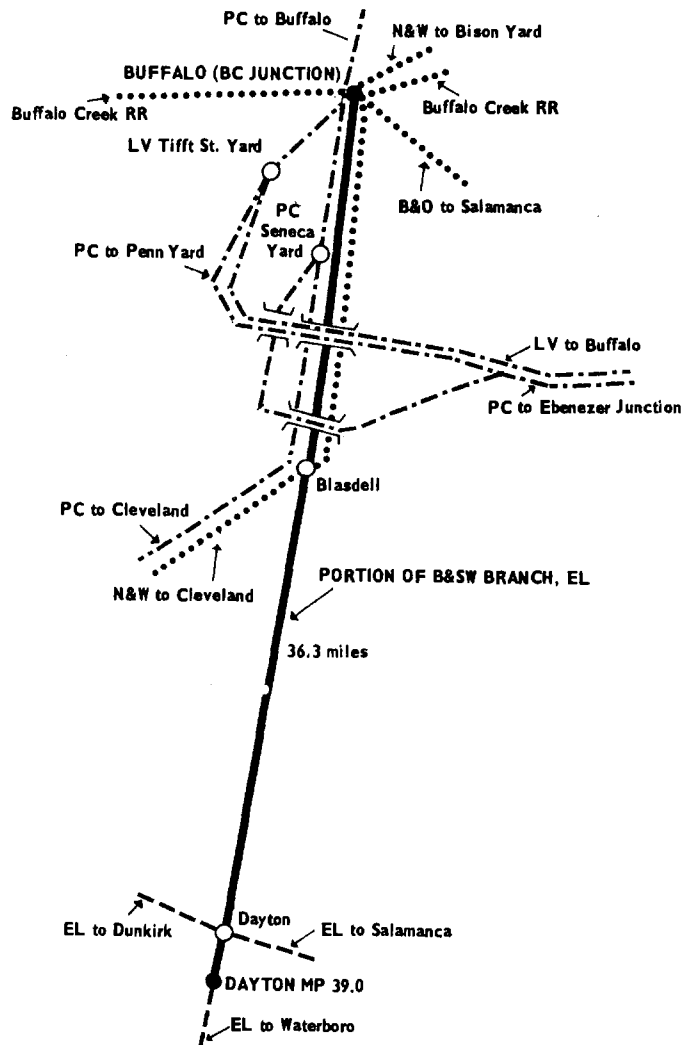 PC to Buffalo
N&W to Bison Yard
BUFFALO (BC JUNCTION)
Buffalo Creek RR
Buffalo Creek RR
LV Tifft St. Yard
B&O to Salamanca
PC
Seneca
Yard
PC to Penn Yard
LV to Buffalo
PC to Ebenezer Junction
Blasdell
PC to Cleveland
N&W to Cleveland
PORTION OF B&SW BRANCH, EL
36.3 miles
Dayton
EL to Dunkirk
EL to Salamanca
DAYTON MP 39.0
EL to Waterboro